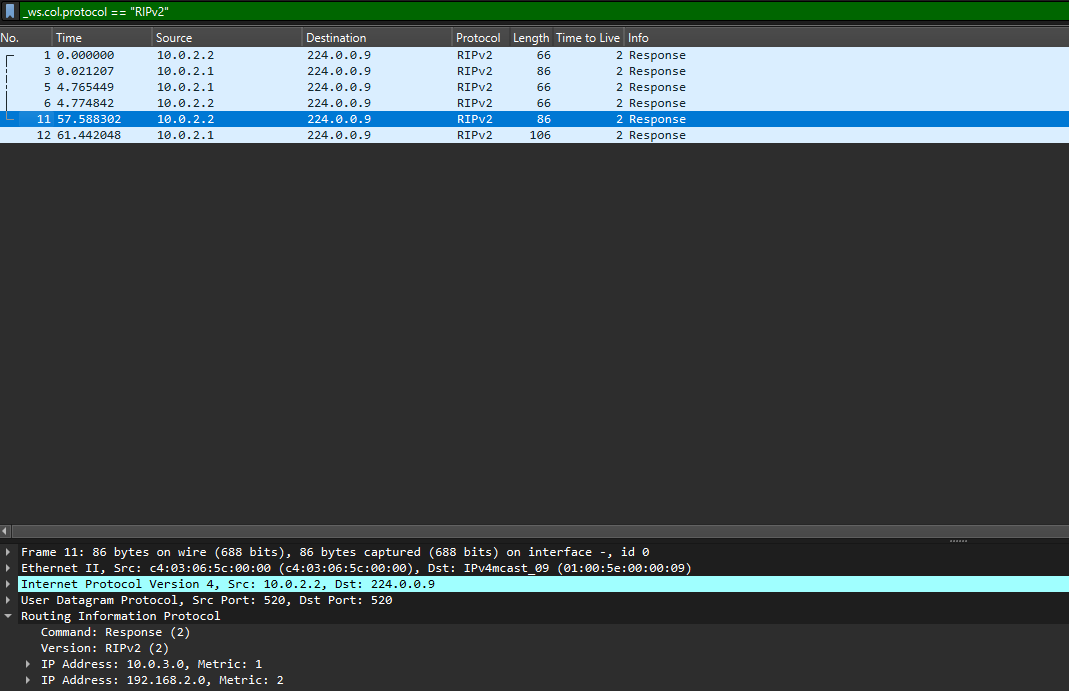 _ws.col.protocol == "RIPv2"
No. Time Source Destination Protocol Length Time to Live Info
1 0.000000 10.0.2.2 224.0.0.9 RIPv2 66 2 Response
3 0.021207 10.0.2.1 224.0.0.9 RIPv2 86 2 Response
5 4.765449 10.0.2.1 224.0.0.9 RIPv2 66 2 Response
6 4.774842 10.0.2.2 224.0.0.9 RIPv2 66 2 Response
11 57.588302 10.0.2.2 224.0.0.9 RIPv2 86 2 Response
12 61.442048 10.0.2.1 224.0.0.9 RIPv2 106 2 Response
Frame 11: 86 bytes on wire (688 bits), 86 bytes captured (688 bits) on interface -, id 0
Ethernet II, Src: c4:03:06:5c:00:00 (c4:03:06:5c:00:00), Dst: IPv4mcast_09 (01:00:5e:00:00:09)
Internet Protocol Version 4, Src: 10.0.2.2, Dst: 224.0.0.9
User Datagram Protocol, Src Port: 520, Dst Port: 520
Routing Information Protocol
Command: Response (2)
Version: RIPv2 (2)
IP Address: 10.0.3.0, Metric: 1
IP Address: 192.168.2.0, Metric: 2